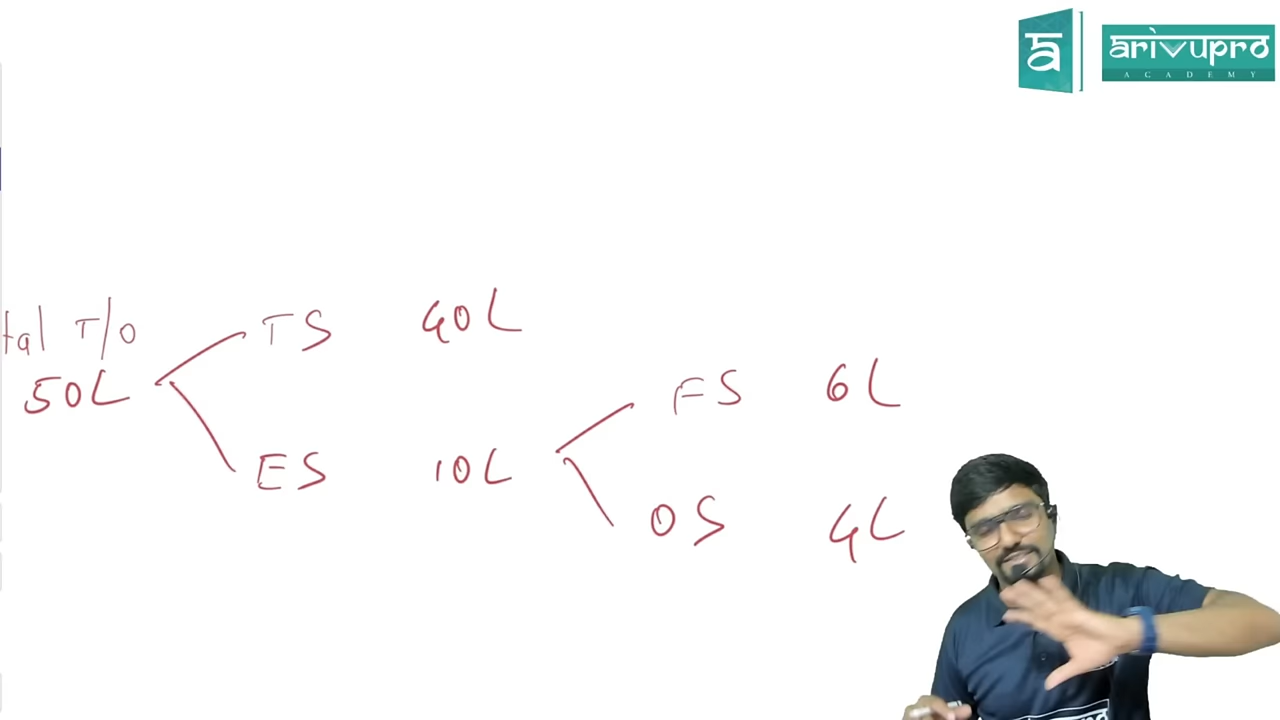 arivupro
ACADEMY
tal T/O
50L
TS 40L
ES 10L
FS 6L
OS 4L